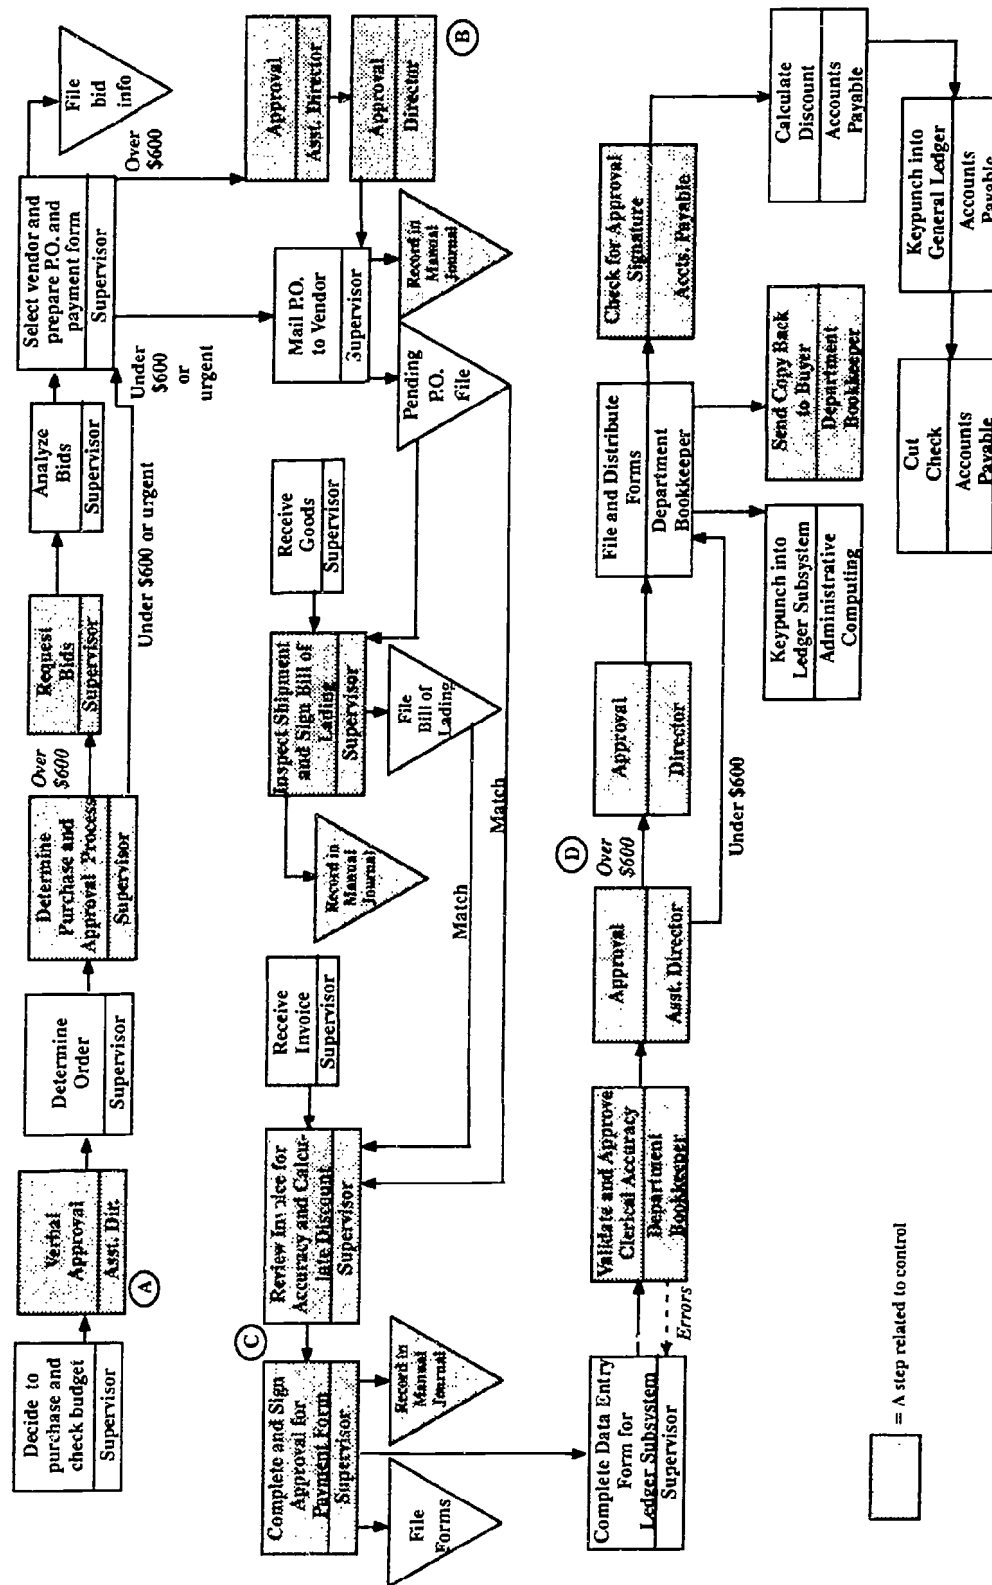 Decide to
purchase and
check budget
Supervisor
Verbal
Approval
Asst. Dir.
A
Determine
Order
Supervisor
Determine
Purchase and
Approval Process
Supervisor
Over
$600
Request
Bids
Supervisor
Analyze
Bids
Supervisor
Under $600 or urgent
Select vendor and
prepare P.O. and
payment form
Supervisor
File
bid
info
Over
$600
Under
$600
or
urgent
Approval
Asst. Director
Approval
Director
B
Mail P.O.
to Vendor
Supervisor
Record in
Manual
Journal
Pending
P.O.
File
Receive
Goods
Supervisor
Inspect Shipment
and Sign Bill of
Lading
Supervisor
File
Bill of
Lading
Record in
Manual
Journal
Match
Match
Receive
Invoice
Supervisor
Review Invoice for
Accuracy and Calcu-
late Discount
Supervisor
C
Complete and Sign
Approval for
Payment Form
Supervisor
Record in
Manual
Journal
File
Forms
Complete Data Entry
Form for
Ledger Subsystem
Supervisor
Errors
Validate and Approve
Clerical Accuracy
Department
Bookkeeper
Approval
Asst. Director
D
Over
$600
Under $600
Approval
Director
File and Distribute
Forms
Department
Bookkeeper
Keypunch into
Ledger Subsystem
Administrative
Computing
Send Copy Back
to Buyer
Department
Bookkeeper
Check for Approval
Signature
Accts. Payable
Calculate
Discount
Accounts
Payable
Keypunch into
General Ledger
Accounts
Payable
Cut
Check
Accounts
Payable
= A step related to control